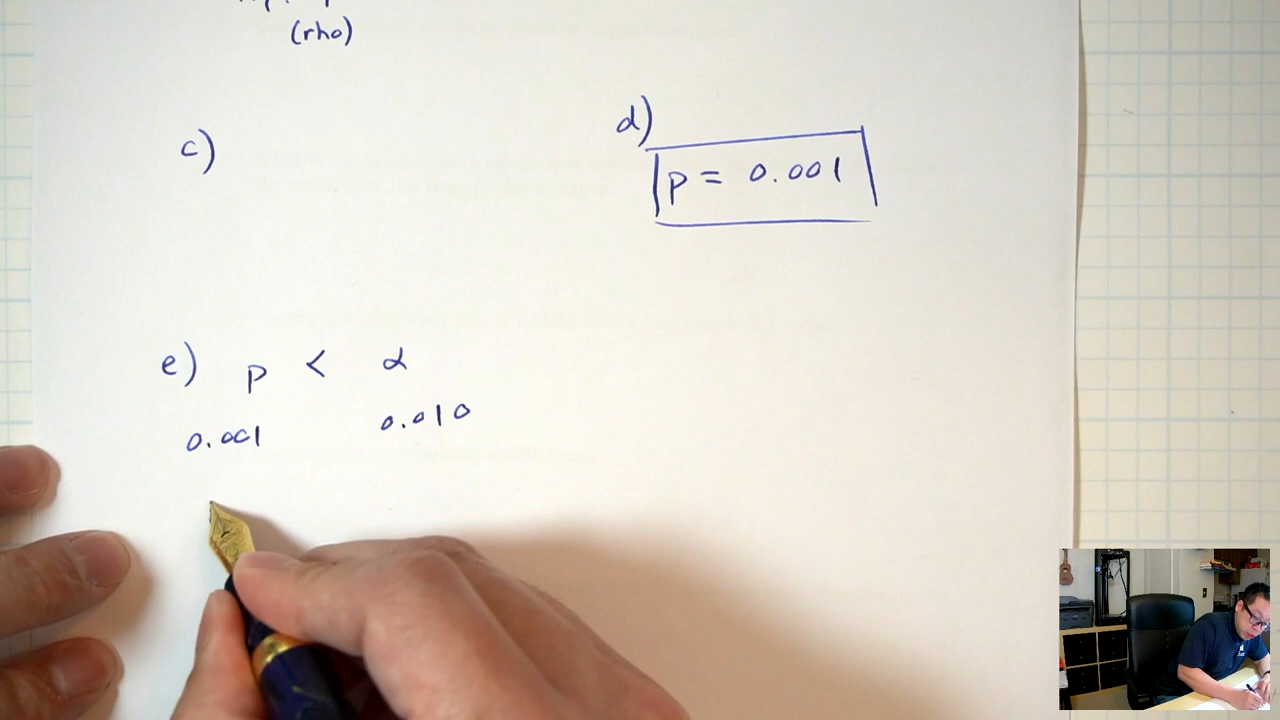 (rho)
c)
d)
p = 0.001
e) p < α
0.001 0.010